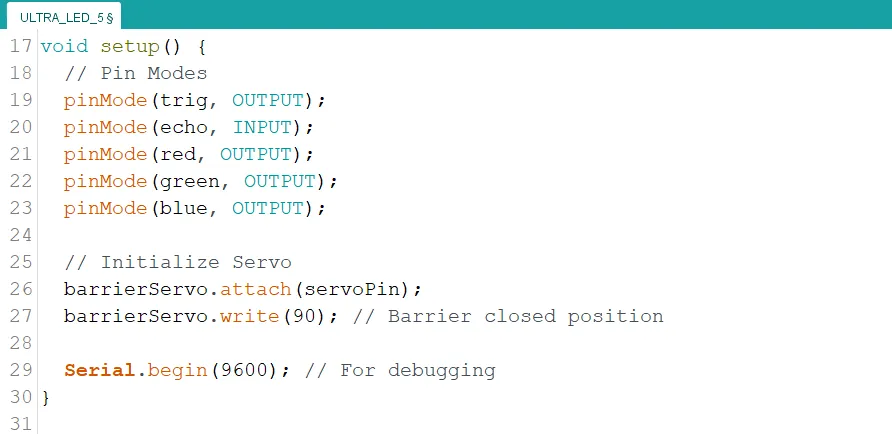 ULTRA_LED_5 §
17 void setup() {
18   // Pin Modes
19   pinMode(trig, OUTPUT);
20   pinMode(echo, INPUT);
21   pinMode(red, OUTPUT);
22   pinMode(green, OUTPUT);
23   pinMode(blue, OUTPUT);
24
25   // Initialize Servo
26   barrierServo.attach(servoPin);
27   barrierServo.write(90); // Barrier closed position
28
29   Serial.begin(9600); // For debugging
30 }
31